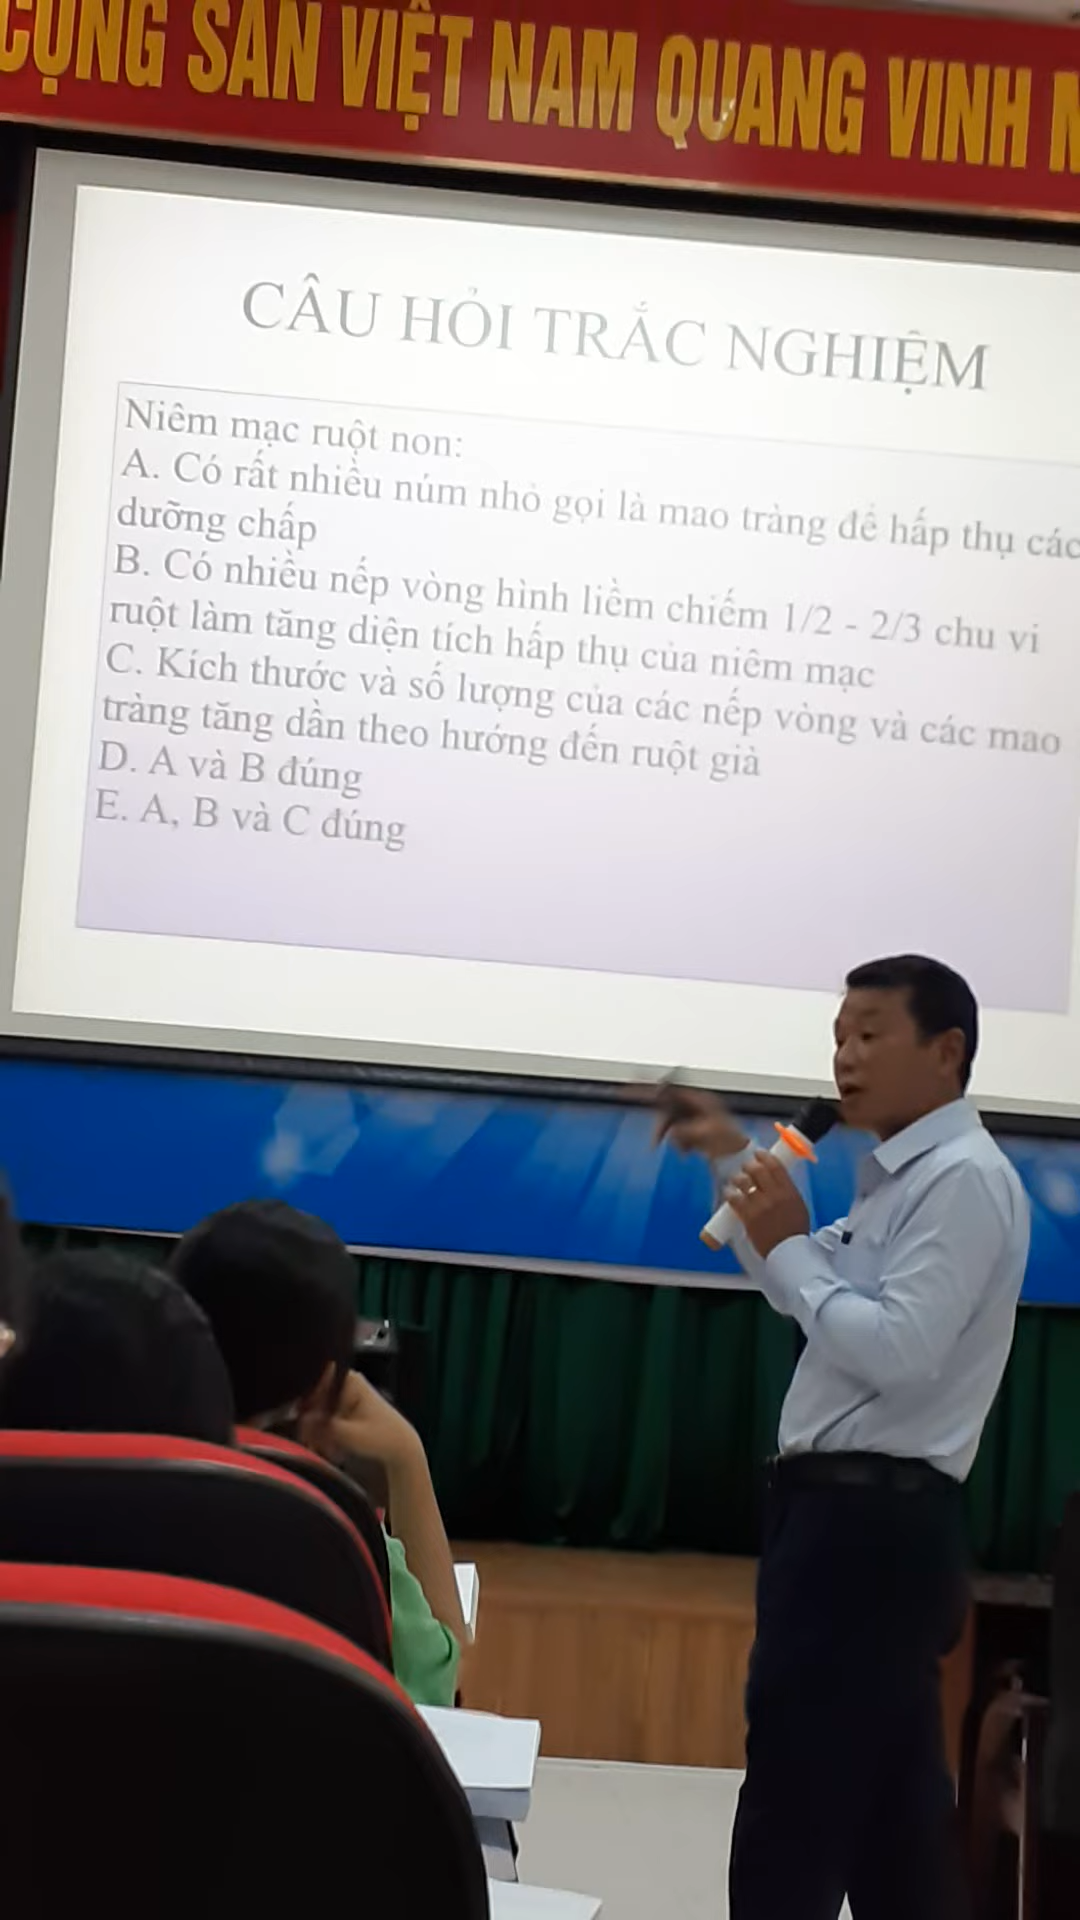 CỘNG SẢN VIỆT NAM QUANG VINH
CÂU HỎI TRẮC NGHIỆM
Niêm mạc ruột non:
A. Có rất nhiều núm nhỏ gọi là mao tràng để hấp thụ các
dưỡng chấp
B. Có nhiều nếp vòng hình liềm chiếm 1/2 - 2/3 chu vi
ruột làm tăng diện tích hấp thụ của niêm mạc
C. Kích thước và số lượng của các nếp vòng và các mao
tràng tăng dần theo hướng đến ruột già
D. A và B đúng
E. A, B và C đúng